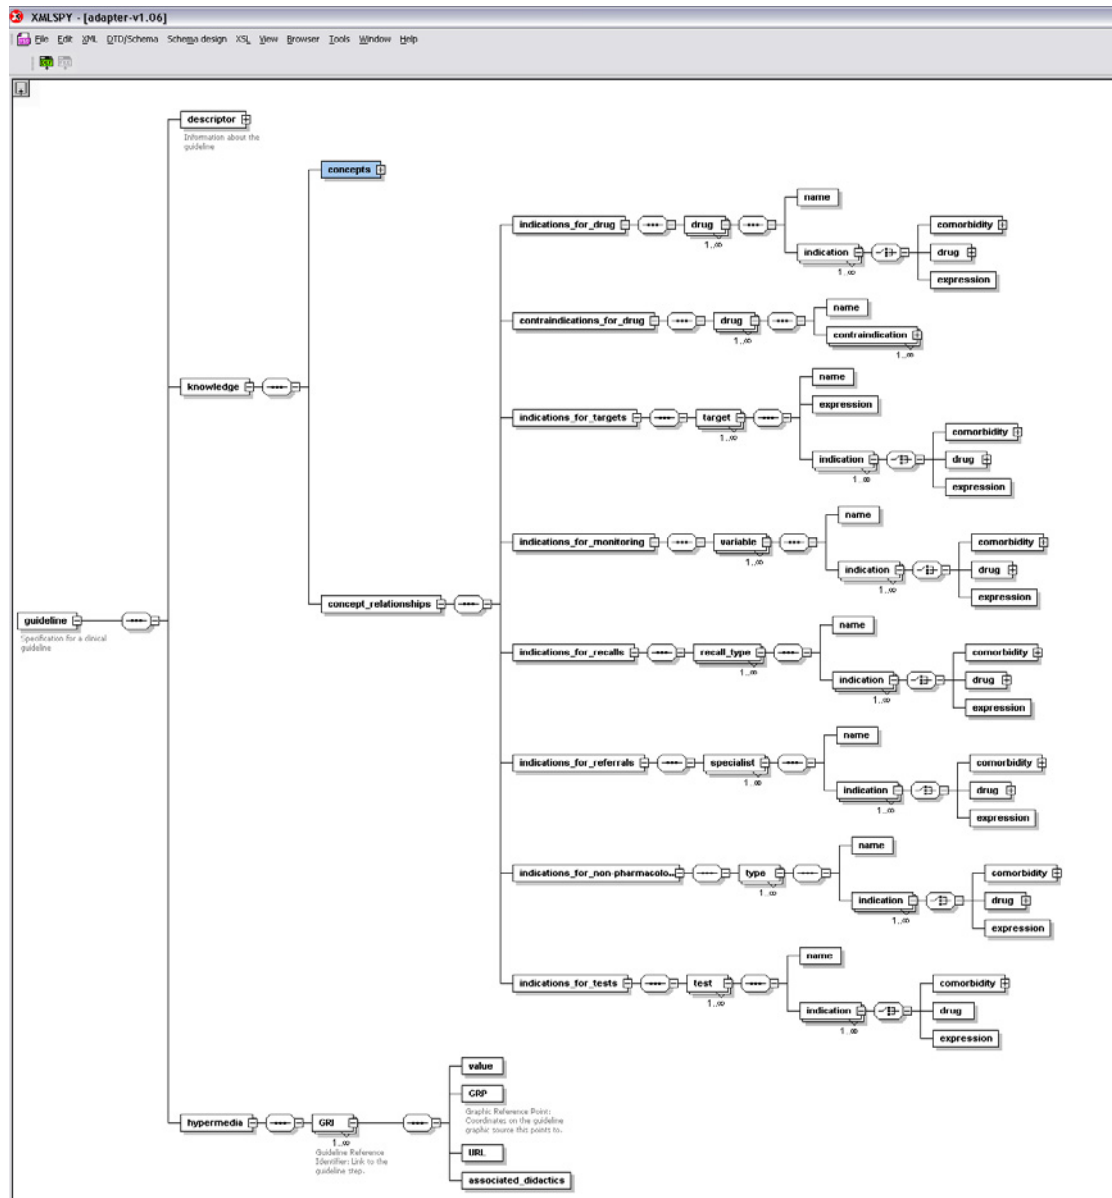 XMLSPY - [adapter-v1.06]
File Edit XML DTD/Schema Schema design XSL View Browser Tools Window Help
descriptor
Information about the
guideline
concepts
name
indications_for_drug
drug
1..∞
indication
1..∞
comorbidity
drug
expression
contraindications_for_drug
drug
1..∞
name
contraindication
1..∞
knowledge
indications_for_targets
target
1..∞
name
expression
indication
1..∞
comorbidity
drug
expression
indications_for_monitoring
variable
1..∞
name
indication
1..∞
comorbidity
drug
expression
concept_relationships
guideline
Specification for a clinical
guideline
indications_for_recalls
recall_type
1..∞
name
indication
1..∞
comorbidity
drug
expression
indications_for_referrals
specialist
1..∞
name
indication
1..∞
comorbidity
drug
expression
indications_for_non-pharmacolo...
type
1..∞
name
indication
1..∞
comorbidity
drug
expression
indications_for_tests
test
1..∞
name
indication
1..∞
comorbidity
drug
expression
hypermedia
GRI
1..∞
Guideline Reference
Identifier: Link to the
guideline step.
value
GRP
Graphic Reference Point:
Coordinates on the guideline
graphic source this points to.
URL
associated_didactics